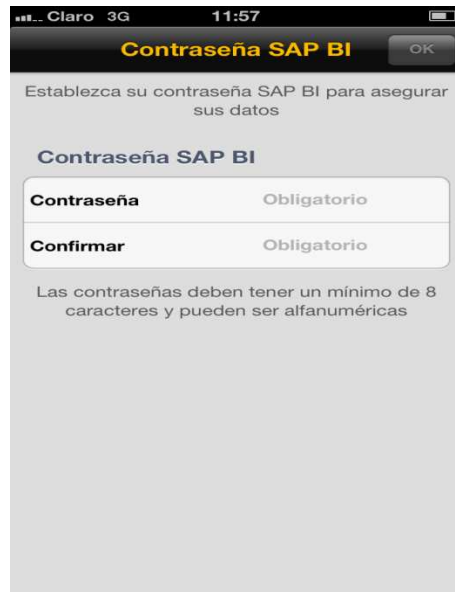 Claro 3G 11:57
Contraseña SAP BI OK
Establezca su contraseña SAP BI para asegurar
sus datos
Contraseña SAP BI
Contraseña Obligatorio
Confirmar Obligatorio
Las contraseñas deben tener un mínimo de 8
caracteres y pueden ser alfanuméricas